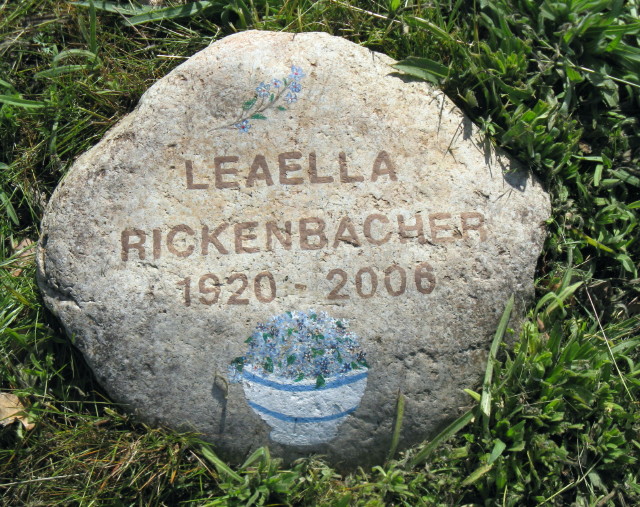 LEAELLA
RICKENBACHER
1920 - 2006